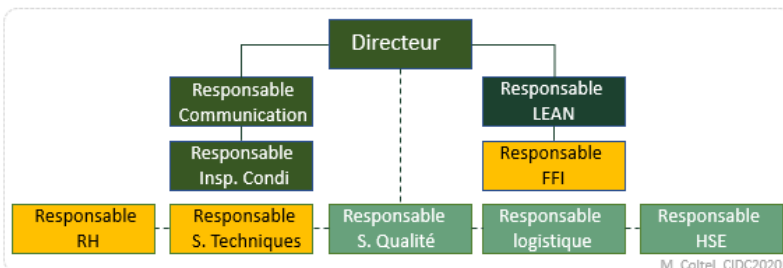 Directeur
Responsable
Communication
Responsable
LEAN
Responsable
Insp. Condi
Responsable
FFI
Responsable
RH
Responsable
S. Techniques
Responsable
S. Qualité
Responsable
logistique
Responsable
HSE
M. Coltel CIDC2020